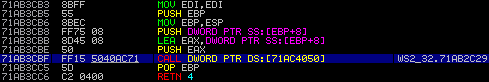 71AB3CB3 8BFF MOV EDI,EDI
71AB3CB5 55 PUSH EBP
71AB3CB6 8BEC MOV EBP,ESP
71AB3CB8 FF75 08 PUSH DWORD PTR SS:[EBP+8]
71AB3CBB 8D45 08 LEA EAX,DWORD PTR SS:[EBP+8]
71AB3CBE 50 PUSH EAX
71AB3CBF FF15 5040AC71 CALL DWORD PTR DS:[71AC4050] WS2_32.71AB2C29
71AB3CC5 5D POP EBP
71AB3CC6 C2 0400 RETN 4